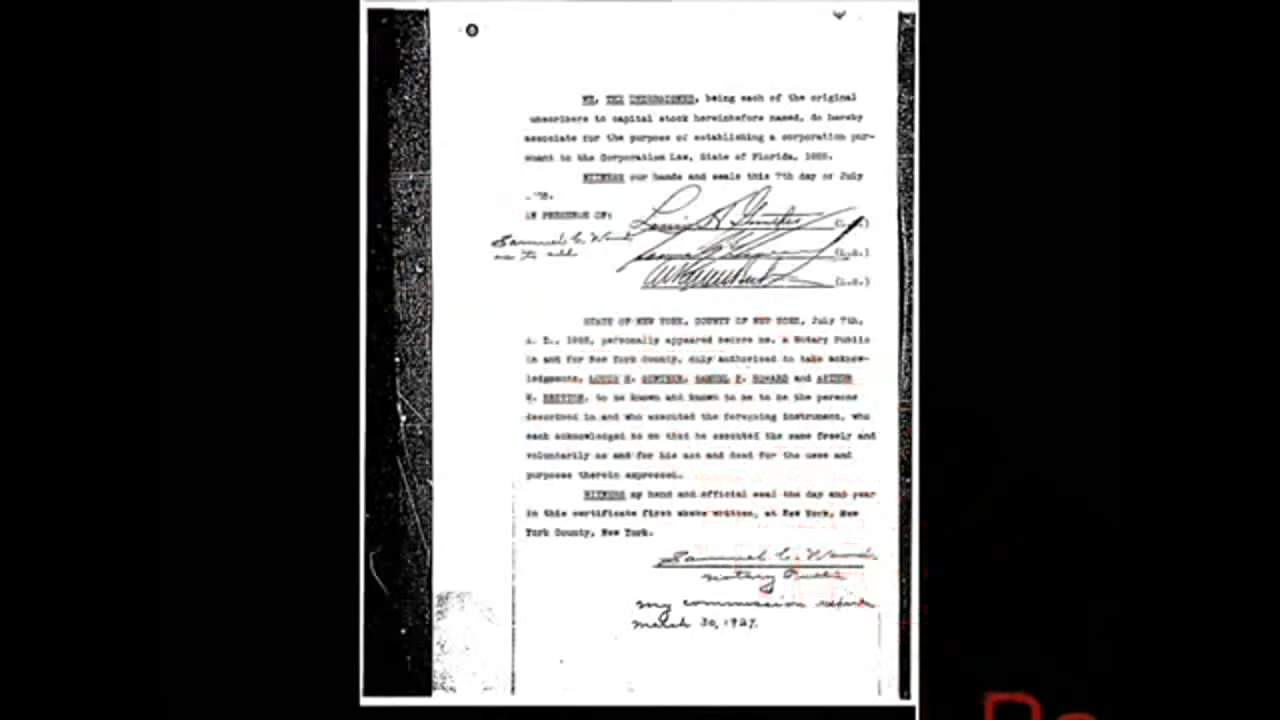 WE, THE UNDERSIGNED, being each of the original
subscribers to capital stock hereinbefore named, do hereby
associate for the purpose of establishing a corporation pur-
suant to the Corporation Law, State of Florida, 1925.
WITNESS our hands and seals this 7th day of July
IN PRESENCE OF:
Samuel C. Wood
as to all
(L.S.)
(L.S.)
(L.S.)
STATE OF NEW YORK, COUNTY OF NEW YORK, July 7th,
A. D., 1925, personally appeared before me, a Notary Public
in and for New York County, duly authorized to take acknow-
ledgments, LOUIS H. GUNTHER, SAMUEL P. and ARTHUR
W. BRITTON, to be known and known to me to be the persons
described in and who executed the foregoing instrument, who
each acknowledged to me that he executed the same freely and
voluntarily as and for his act and deed for the uses and
purposes therein expressed.
WITNESS my hand and official seal the day and year
in this certificate first above written, at New York, New
York County, New York.
Samuel C. Wood
Notary Public
My commission expires
March 30, 1927.